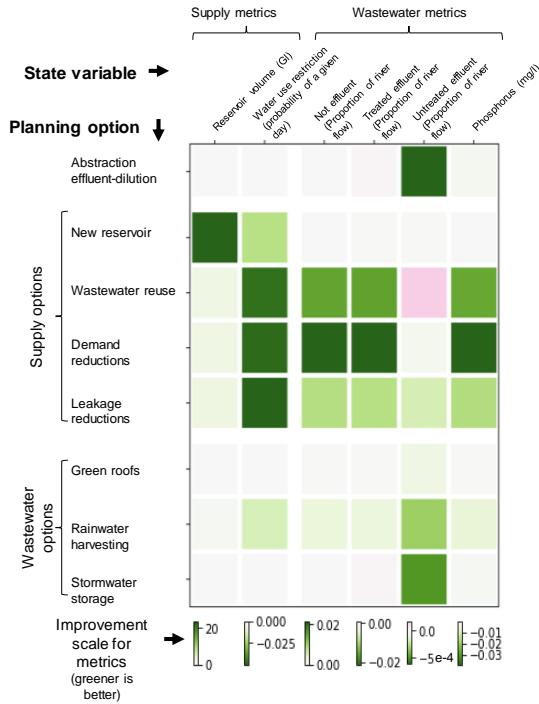 Supply metrics
Wastewater metrics
State variable
Reservoir volume (Gl)
Water use restriction
(probability of a given
day)
Not effluent
(Proportion of river
flow)
Treated effluent
(Proportion of river
flow)
Untreated effluent
(Proportion of river
flow)
Phosphorus (mg/l)
Planning option
Abstraction
effluent-dilution
Supply options
New reservoir
Wastewater reuse
Demand
reductions
Leakage
reductions
Wastewater
options
Green roofs
Rainwater
harvesting
Stormwater
storage
Improvement
scale for
metrics
(greener is
better)
20
0
0.000
−0.025
0.02
0.00
0.00
−0.02
0.0
−5e-4
−0.01
−0.02
−0.03